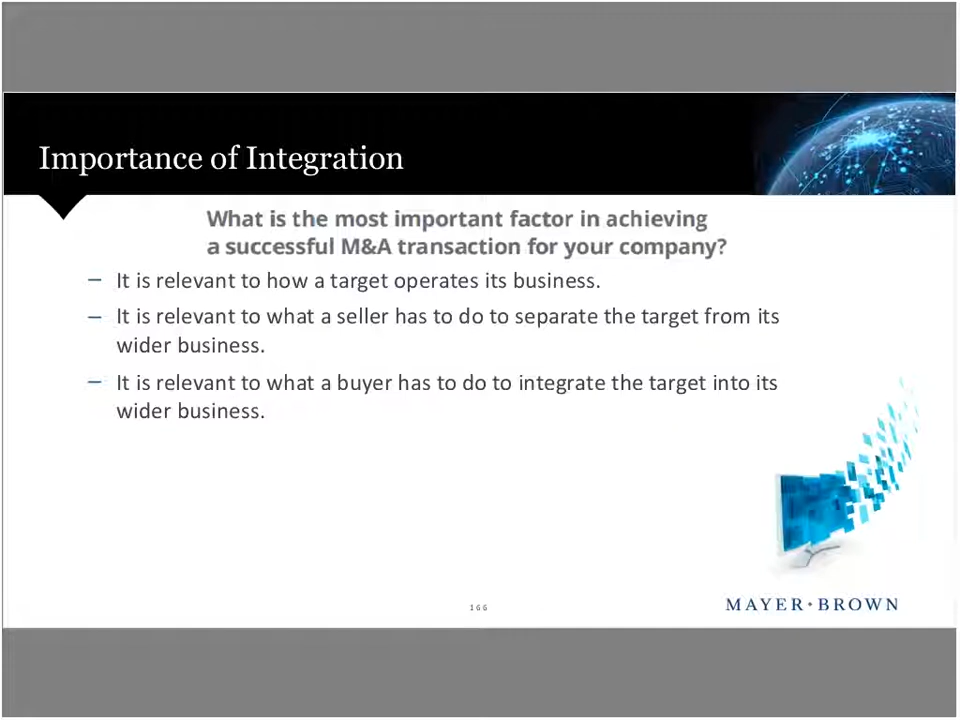 Importance of Integration
What is the most important factor in achieving
a successful M&A transaction for your company?
– It is relevant to how a target operates its business.
– It is relevant to what a seller has to do to separate the target from its
wider business.
– It is relevant to what a buyer has to do to integrate the target into its
wider business.
166
MAYER•BROWN